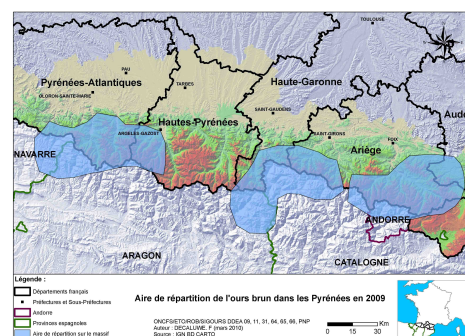 TOULOUSE
PAU
Pyrénées-Atlantiques
TARBES
Haute-Garonne
OLORON-SAINTE-MARIE
SAINT-GAUDENS
Aude
Hautes-Pyrénées
ARGELES-GAZOST
SAINT-GIRONS
FOIX
NAVARRE
Ariège
ANDORRE
ARAGON
CATALOGNE
Légende :
Départements français
Préfectures et Sous-Préfectures
Andorre
Provinces espagnoles
Aire de répartition sur le massif
Aire de répartition de l'ours brun dans les Pyrénées en 2009
ONCFS/ETO/ROB/SIGOURS DDEA 09, 11, 31, 64, 65, 66, PNP
Auteur : DECALUWE, F (mars 2010)
Source : IGN BD CARTO
Km
0 15 30